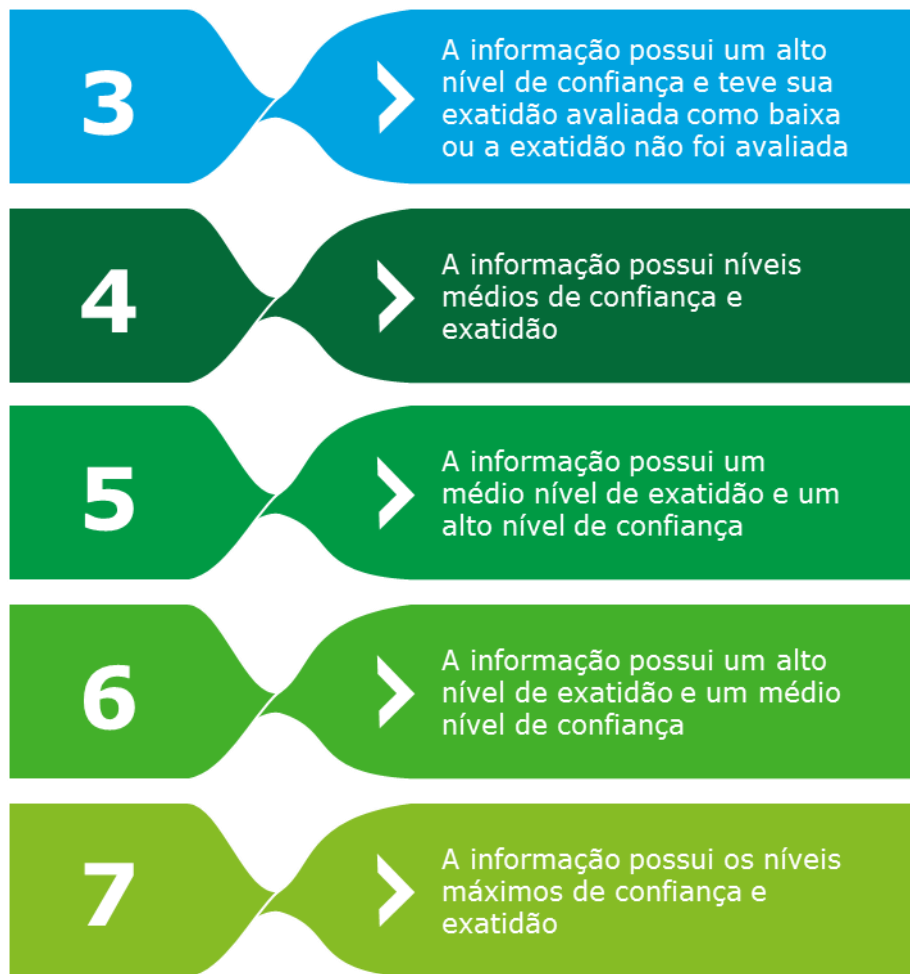 3
A informação possui um alto
nível de confiança e teve sua
exatidão avaliada como baixa
ou a exatidão não foi avaliada
4
A informação possui níveis
médios de confiança e
exatidão
5
A informação possui um
médio nível de exatidão e um
alto nível de confiança
6
A informação possui um alto
nível de exatidão e um médio
nível de confiança
7
A informação possui os níveis
máximos de confiança e
exatidão